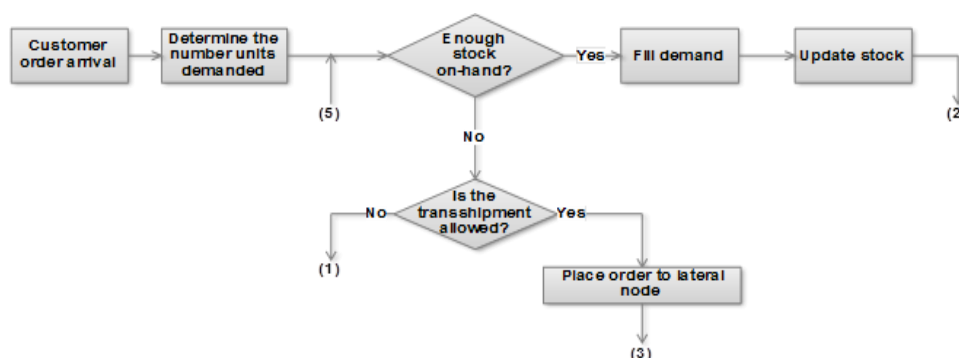 Customer
order arrival
Determine the
number units
demanded
Enough
stock
on-hand?
Yes
Fill demand
Update stock
(5)
(2
No
Is the
transshipment
allowed?
No
Yes
(1)
Place order to lateral
node
(3)